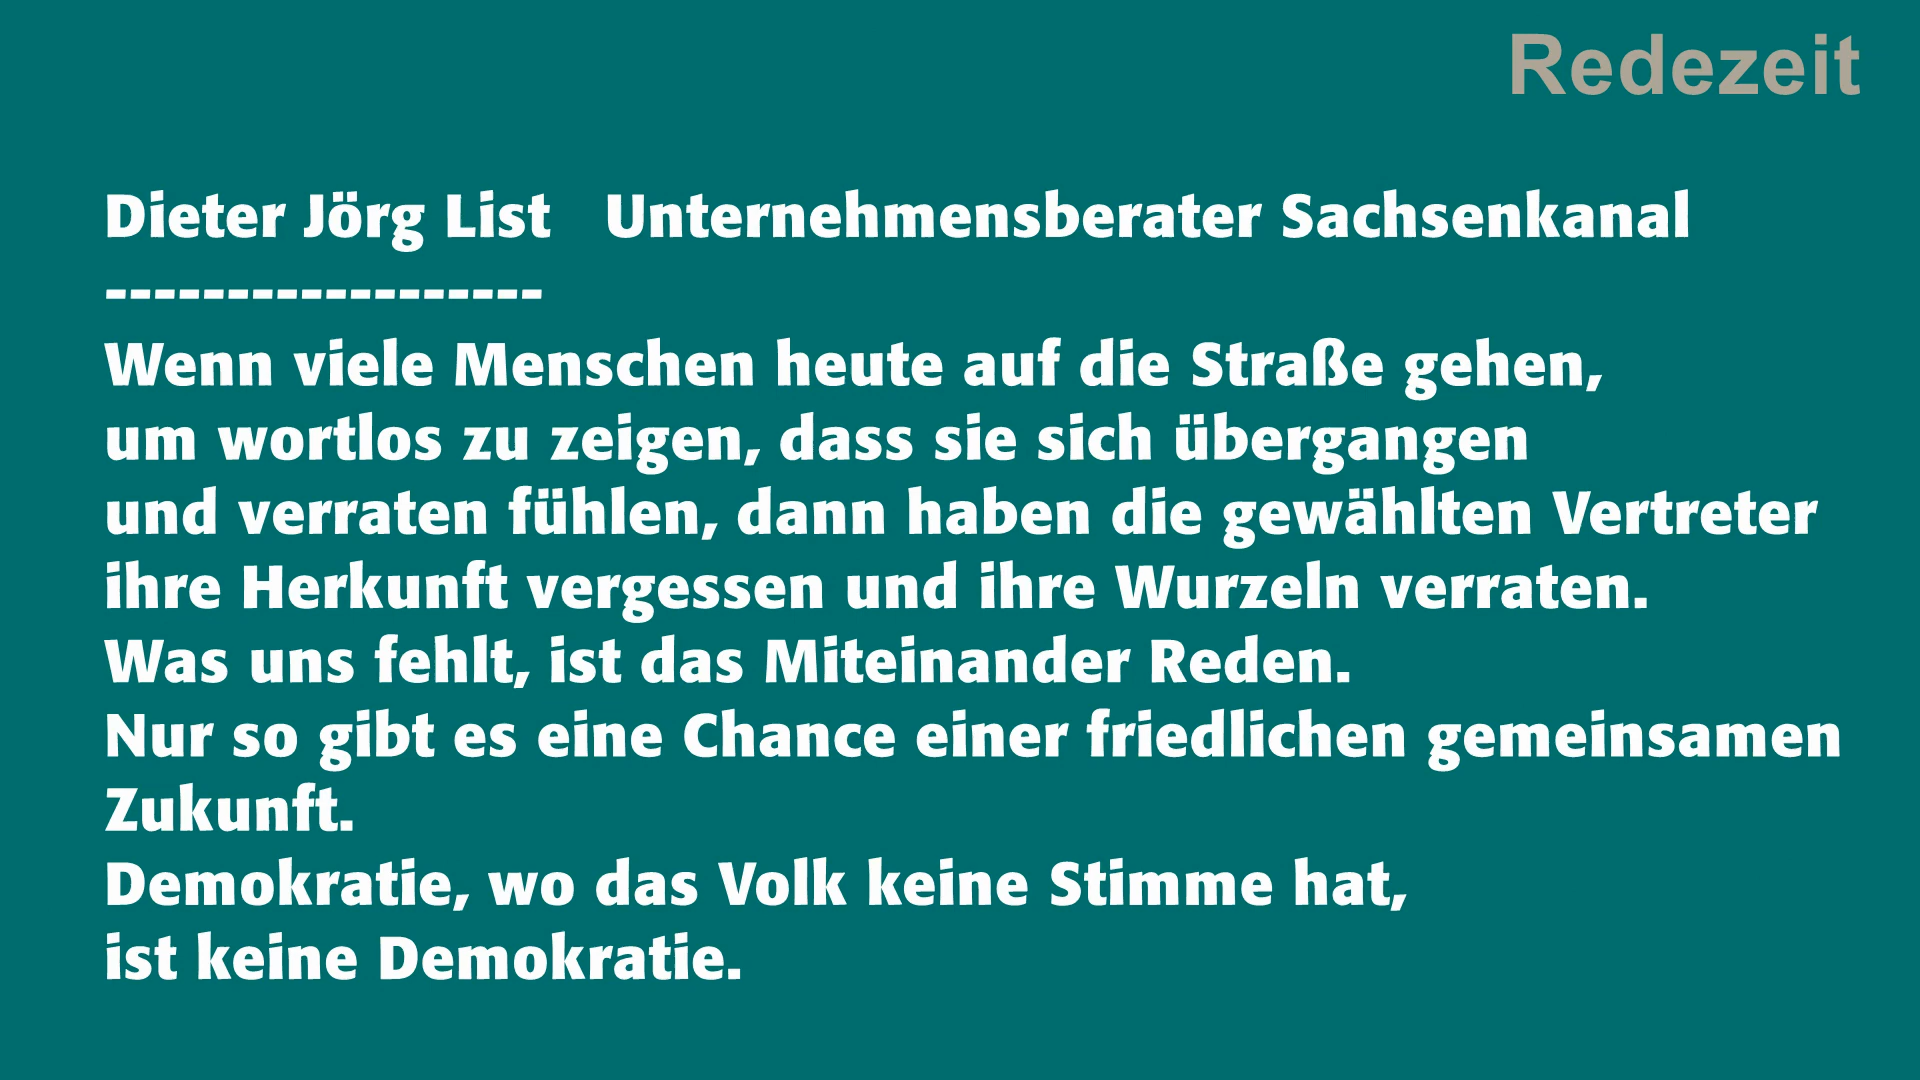 Redezeit
Dieter Jörg List   Unternehmensberater Sachsenkanal
------------------
Wenn viele Menschen heute auf die Straße gehen,
um wortlos zu zeigen, dass sie sich übergangen
und verraten fühlen, dann haben die gewählten Vertreter
ihre Herkunft vergessen und ihre Wurzeln verraten.
Was uns fehlt, ist das Miteinander Reden.
Nur so gibt es eine Chance einer friedlichen gemeinsamen
Zukunft.
Demokratie, wo das Volk keine Stimme hat,
ist keine Demokratie.